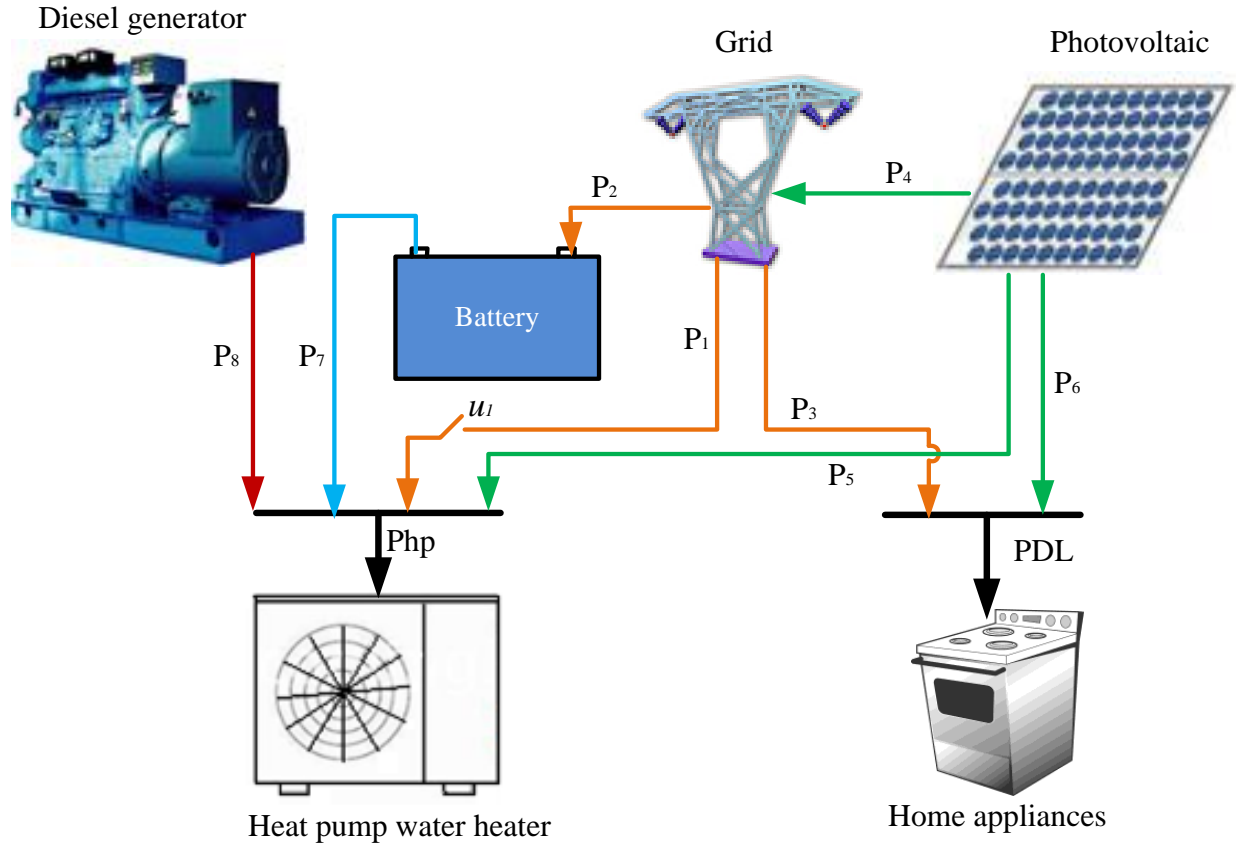 Diesel generator
Grid
Photovoltaic
P₂
P₄
Battery
P₈
P₇
P₁
P₆
u₁
P₃
P₅
Php
PDL
Heat pump water heater
Home appliances